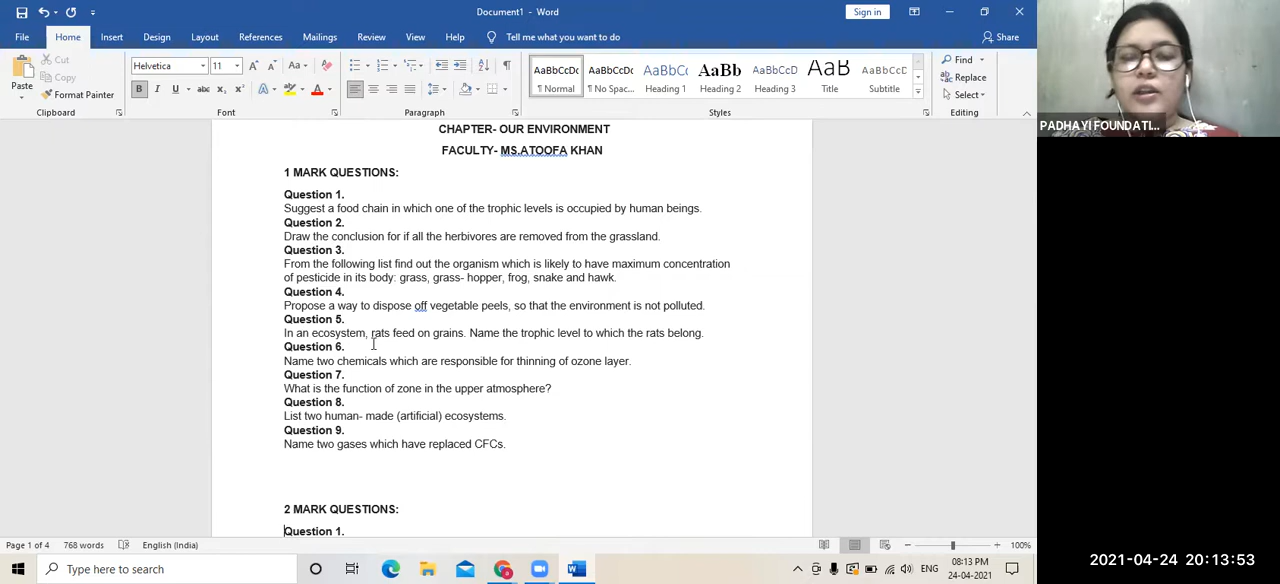 Document1 - Word
Sign in
File Home Insert Design Layout References Mailings Review View Help Tell me what you want to do Share
Paste
Cut
Copy
Format Painter
Clipboard
Helvetica 11
Font
Paragraph
AaBbCcDc AaBbCcDc AaBbCc AaBb AaBbCcD AaB AaBbCcD
¶ Normal ¶ No Spac... Heading 1 Heading 2 Heading 3 Title Subtitle
Styles
Find
Replace
Select
Editing
PADHAYI FOUNDATI...
CHAPTER- OUR ENVIRONMENT
FACULTY- MS.ATOOFA KHAN
1 MARK QUESTIONS:
Question 1.
Suggest a food chain in which one of the trophic levels is occupied by human beings.
Question 2.
Draw the conclusion for if all the herbivores are removed from the grassland.
Question 3.
From the following list find out the organism which is likely to have maximum concentration
of pesticide in its body: grass, grass- hopper, frog, snake and hawk.
Question 4.
Propose a way to dispose off vegetable peels, so that the environment is not polluted.
Question 5.
In an ecosystem, rats feed on grains. Name the trophic level to which the rats belong.
Question 6.
Name two chemicals which are responsible for thinning of ozone layer.
Question 7.
What is the function of zone in the upper atmosphere?
Question 8.
List two human- made (artificial) ecosystems.
Question 9.
Name two gases which have replaced CFCs.
2 MARK QUESTIONS:
Question 1.
Page 1 of 4 768 words English (India) 100%
Type here to search
ENG
08:13 PM
24-04-2021
2021-04-24 20:13:53